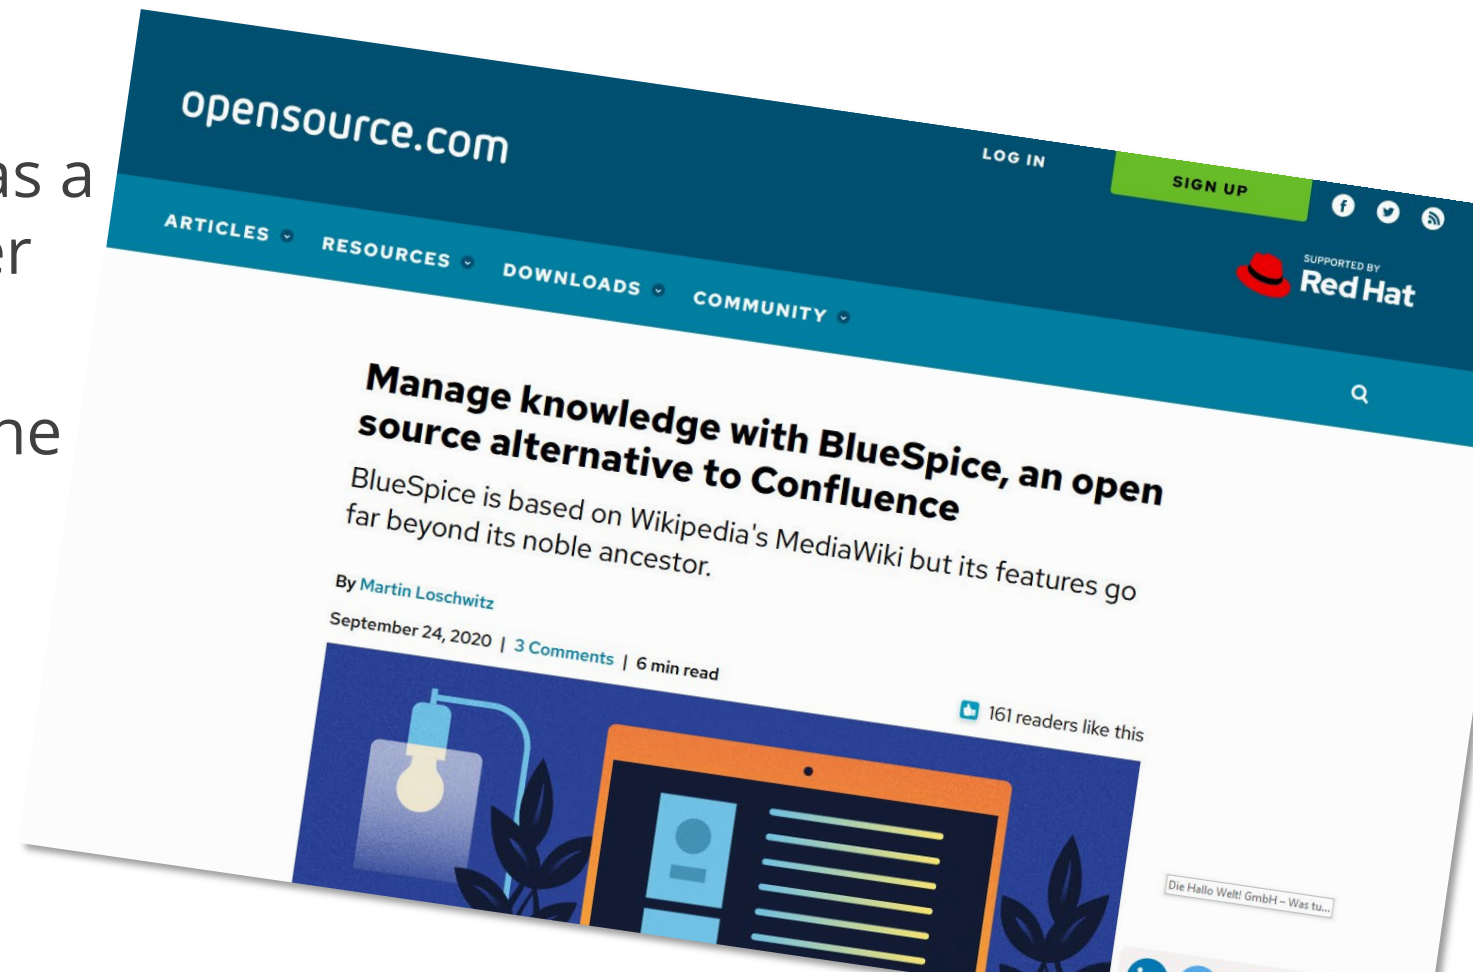 as a
er
he
opensource.com
LOG IN
SIGN UP
SUPPORTED BY
Red Hat
ARTICLES
RESOURCES
DOWNLOADS
COMMUNITY
Manage knowledge with BlueSpice, an open
source alternative to Confluence
BlueSpice is based on Wikipedia's MediaWiki but its features go
far beyond its noble ancestor.
By Martin Loschwitz
September 24, 2020 | 3 Comments | 6 min read
161 readers like this
Die Hallo Welt! GmbH – Was tu...